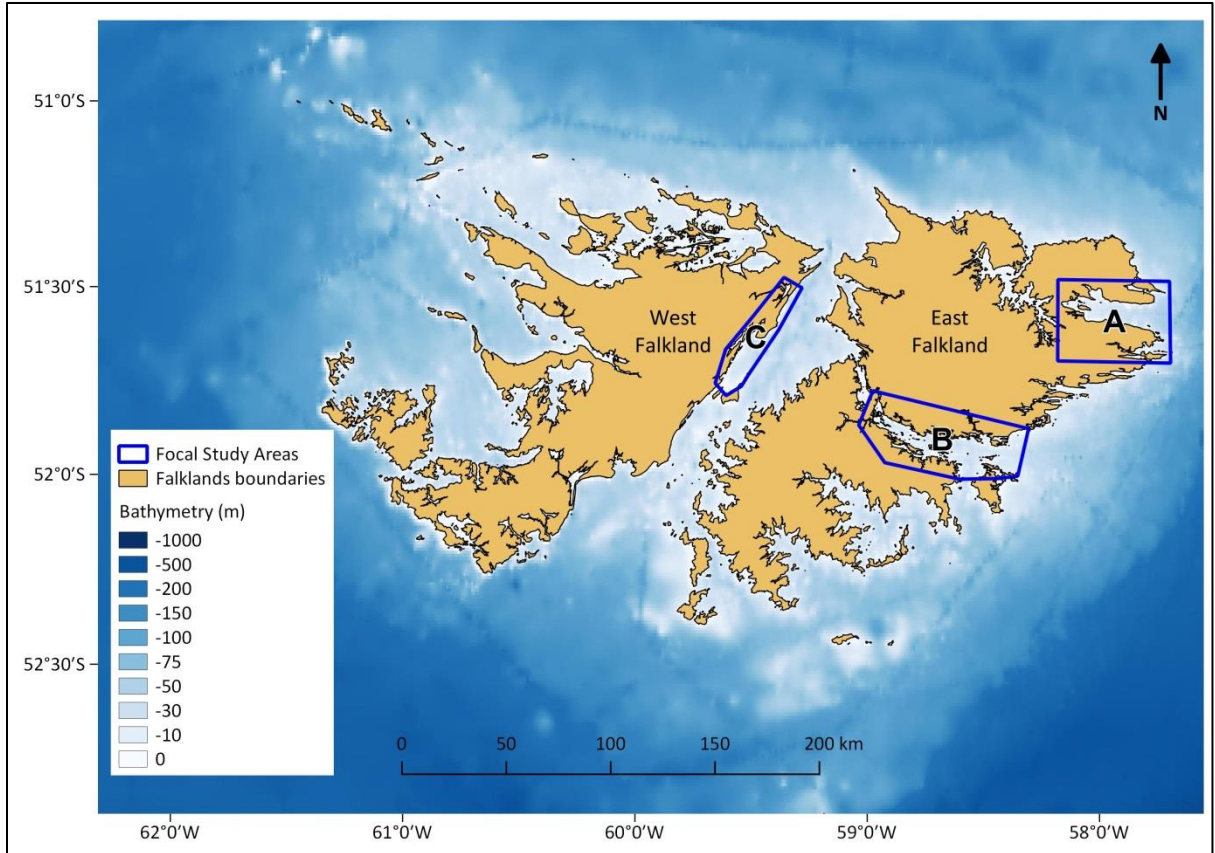 N
51°0'S
51°30'S
52°0'S
52°30'S
West
Falkland
East
Falkland
A
B
C
Focal Study Areas
Falklands boundaries
Bathymetry (m)
-1000
-500
-200
-150
-100
-75
-50
-30
-10
0
0 50 100 150 200 km
62°0'W 61°0'W 60°0'W 59°0'W 58°0'W